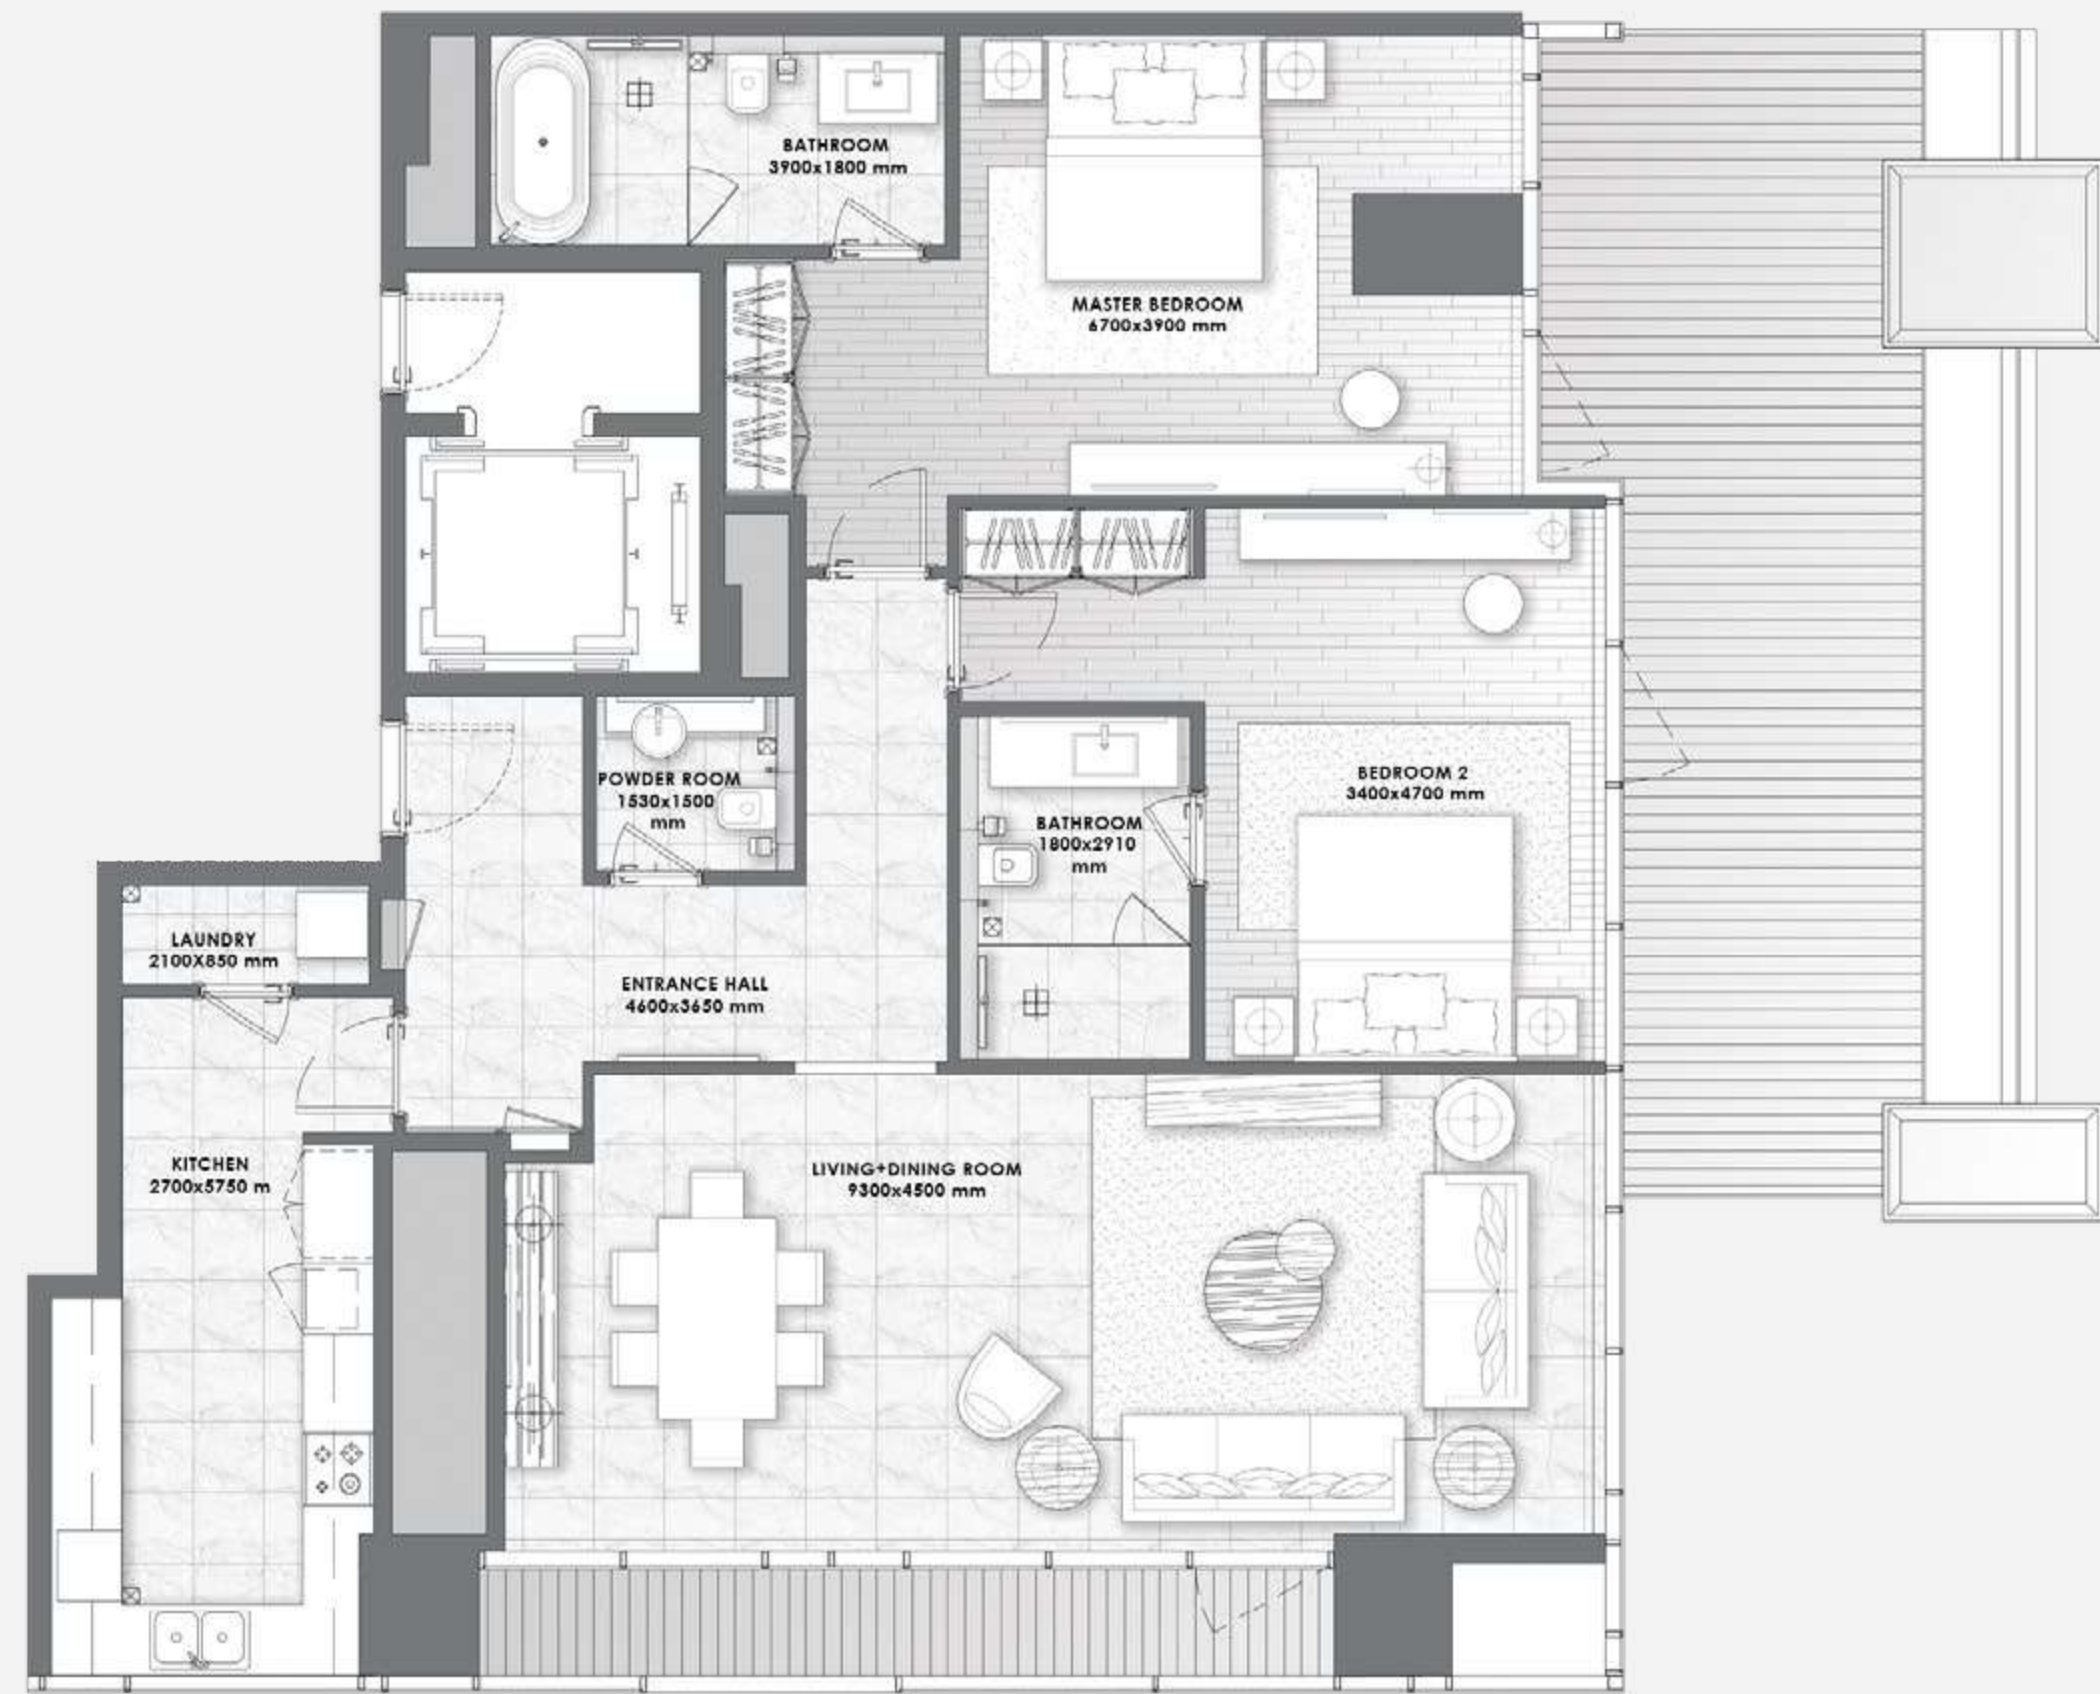 BATHROOM
3900x1800 mm
MASTER BEDROOM
6700x3900 mm
POWDER ROOM
1530x1500
mm
BEDROOM 2
3400x4700 mm
BATHROOM
1800x2910
mm
LAUNDRY
2100X850 mm
ENTRANCE HALL
4600x3650 mm
KITCHEN
2700x5750 m
LIVING+DINING ROOM
9300x4500 mm